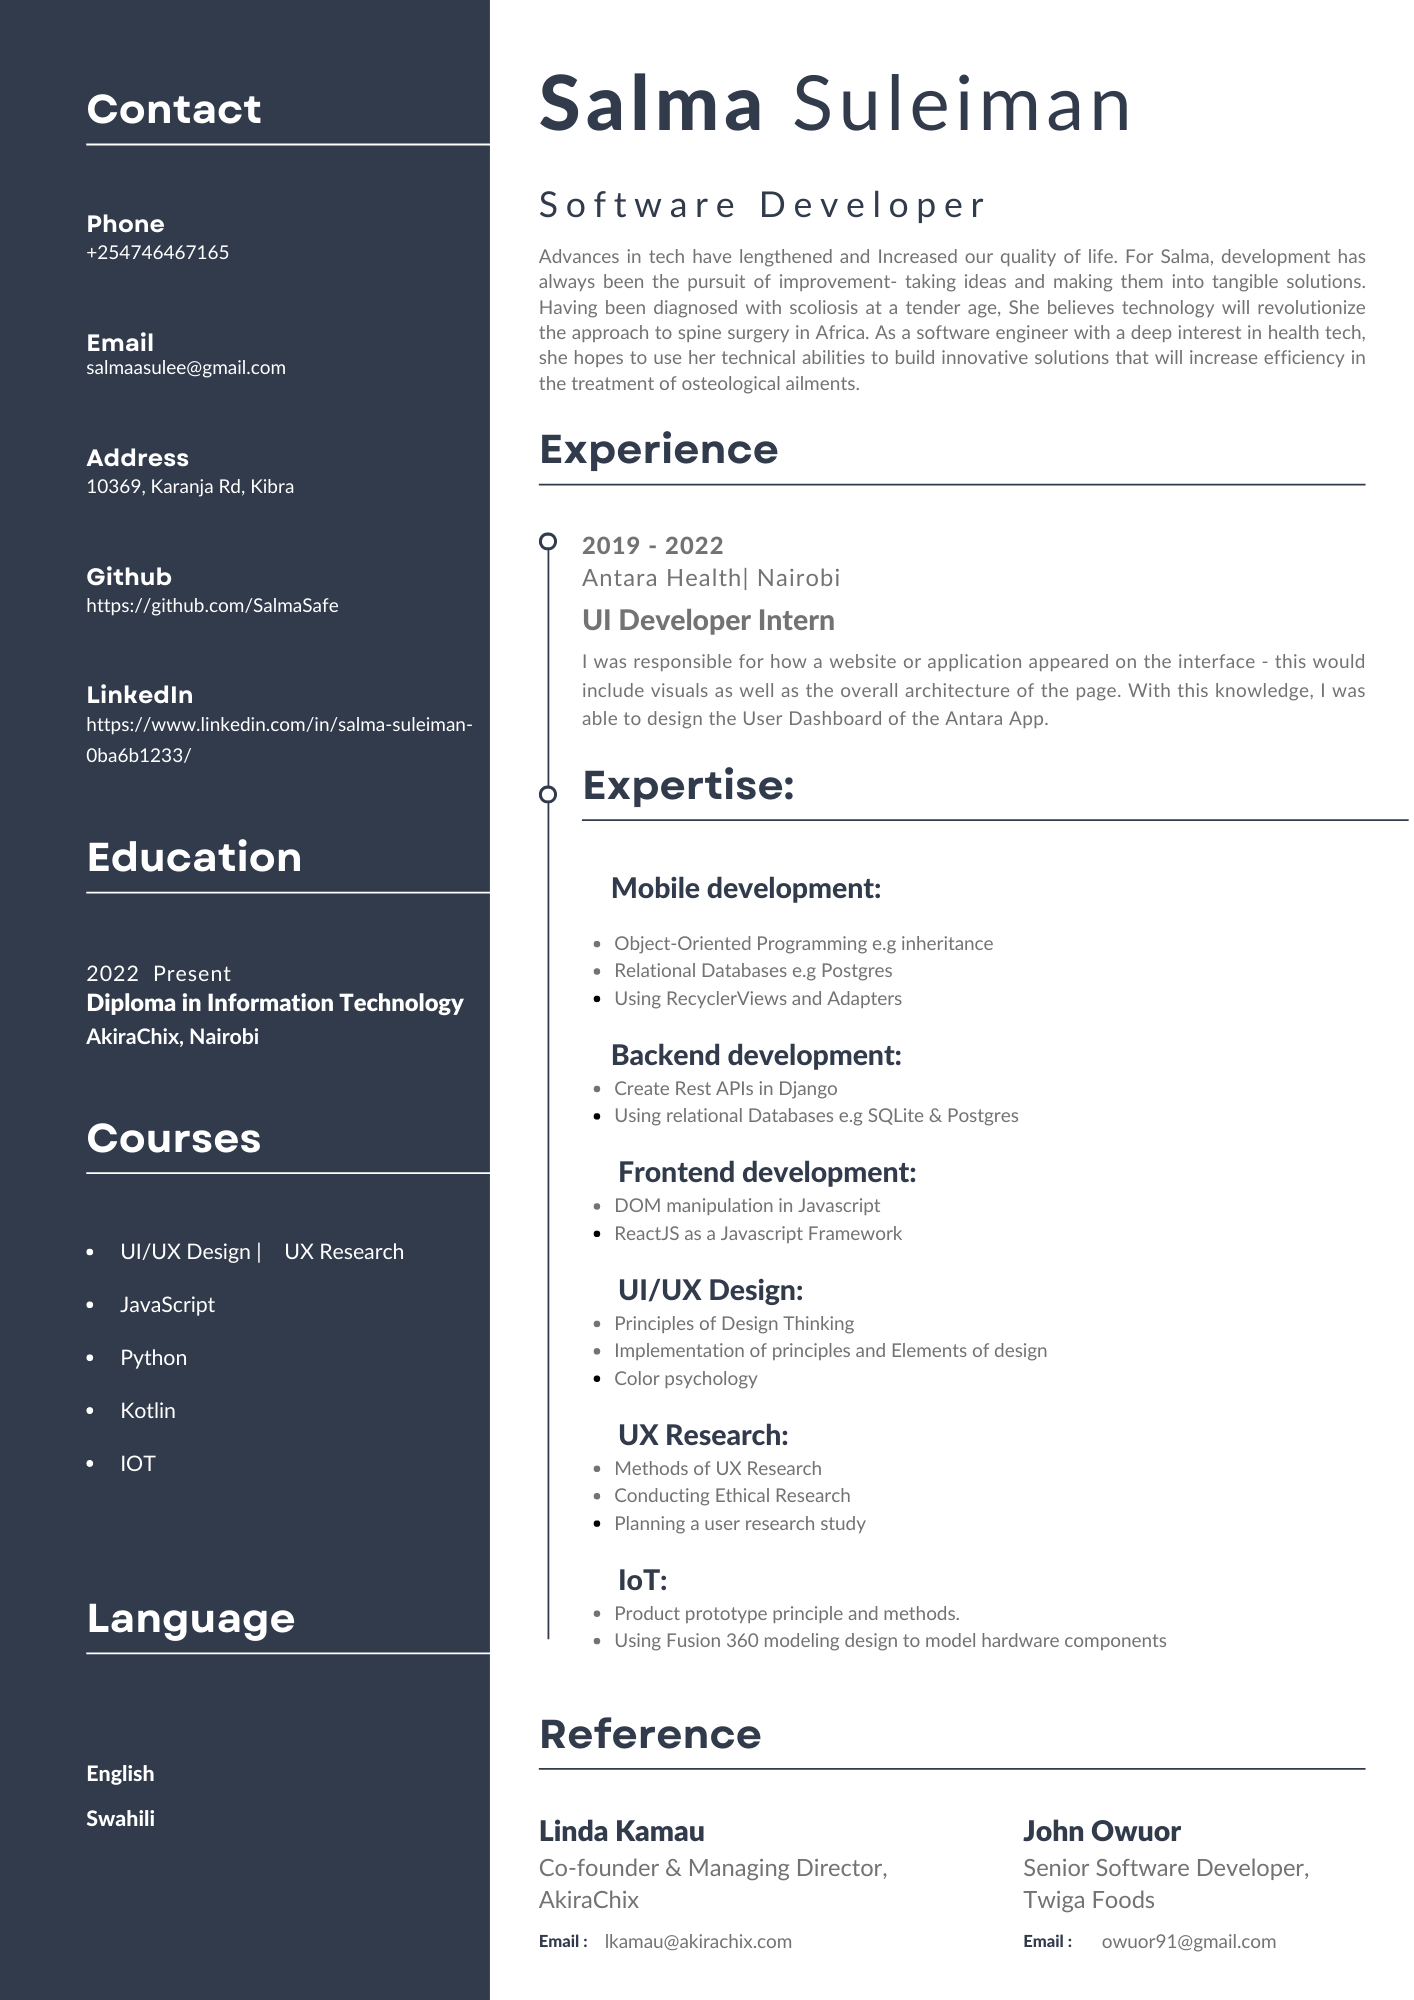 Contact
Phone
+254746467165
Email
salmaasulee@gmail.com
Address
10369, Karanja Rd, Kibra
Github
https://github.com/SalmaSafe
LinkedIn
https://www.linkedin.com/in/salma-suleiman-
0ba6b1233/
Education
2022 Present
Diploma in Information Technology
AkiraChix, Nairobi
Courses
• UI/UX Design | UX Research
• JavaScript
• Python
• Kotlin
• IOT
Language
English
Swahili
Salma Suleiman
Software Developer
Advances in tech have lengthened and Increased our quality of life. For Salma, development has
always been the pursuit of improvement- taking ideas and making them into tangible solutions.
Having been diagnosed with scoliosis at a tender age, She believes technology will revolutionize
the approach to spine surgery in Africa. As a software engineer with a deep interest in health tech,
she hopes to use her technical abilities to build innovative solutions that will increase efficiency in
the treatment of osteological ailments.
Experience
2019 - 2022
Antara Health| Nairobi
UI Developer Intern
I was responsible for how a website or application appeared on the interface - this would
include visuals as well as the overall architecture of the page. With this knowledge, I was
able to design the User Dashboard of the Antara App.
Expertise:
Mobile development:
• Object-Oriented Programming e.g inheritance
• Relational Databases e.g Postgres
• Using RecyclerViews and Adapters
Backend development:
• Create Rest APIs in Django
• Using relational Databases e.g SQLite & Postgres
Frontend development:
• DOM manipulation in Javascript
• ReactJS as a Javascript Framework
UI/UX Design:
• Principles of Design Thinking
• Implementation of principles and Elements of design
• Color psychology
UX Research:
• Methods of UX Research
• Conducting Ethical Research
• Planning a user research study
IoT:
• Product prototype principle and methods.
• Using Fusion 360 modeling design to model hardware components
Reference
Linda Kamau
Co-founder & Managing Director,
AkiraChix
Email : lkamau@akirachix.com
John Owuor
Senior Software Developer,
Twiga Foods
Email : owuor91@gmail.com